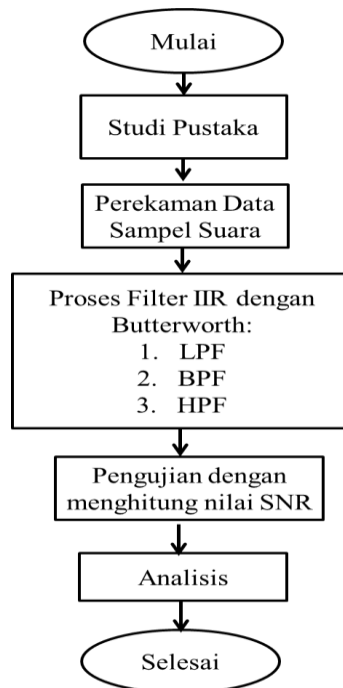 Mulai
Studi Pustaka
Perekaman Data
Sampel Suara
Proses Filter IIR dengan
Butterworth:
1. LPF
2. BPF
3. HPF
Pengujian dengan
menghitung nilai SNR
Analisis
Selesai